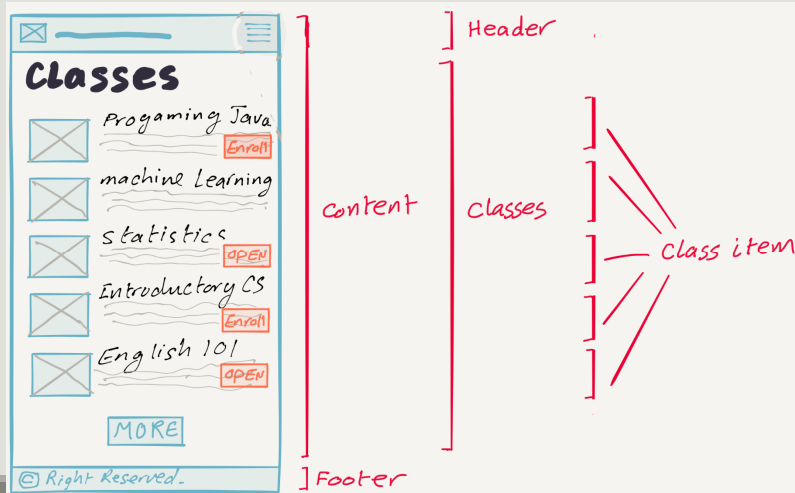 Header
Classes
Progaming Java
Enroll
machine Learning
Content
Classes
Statistics
OPEN
Class item
Introductory CS
Enroll
English 101
OPEN
MORE
© Right Reserved.
Footer